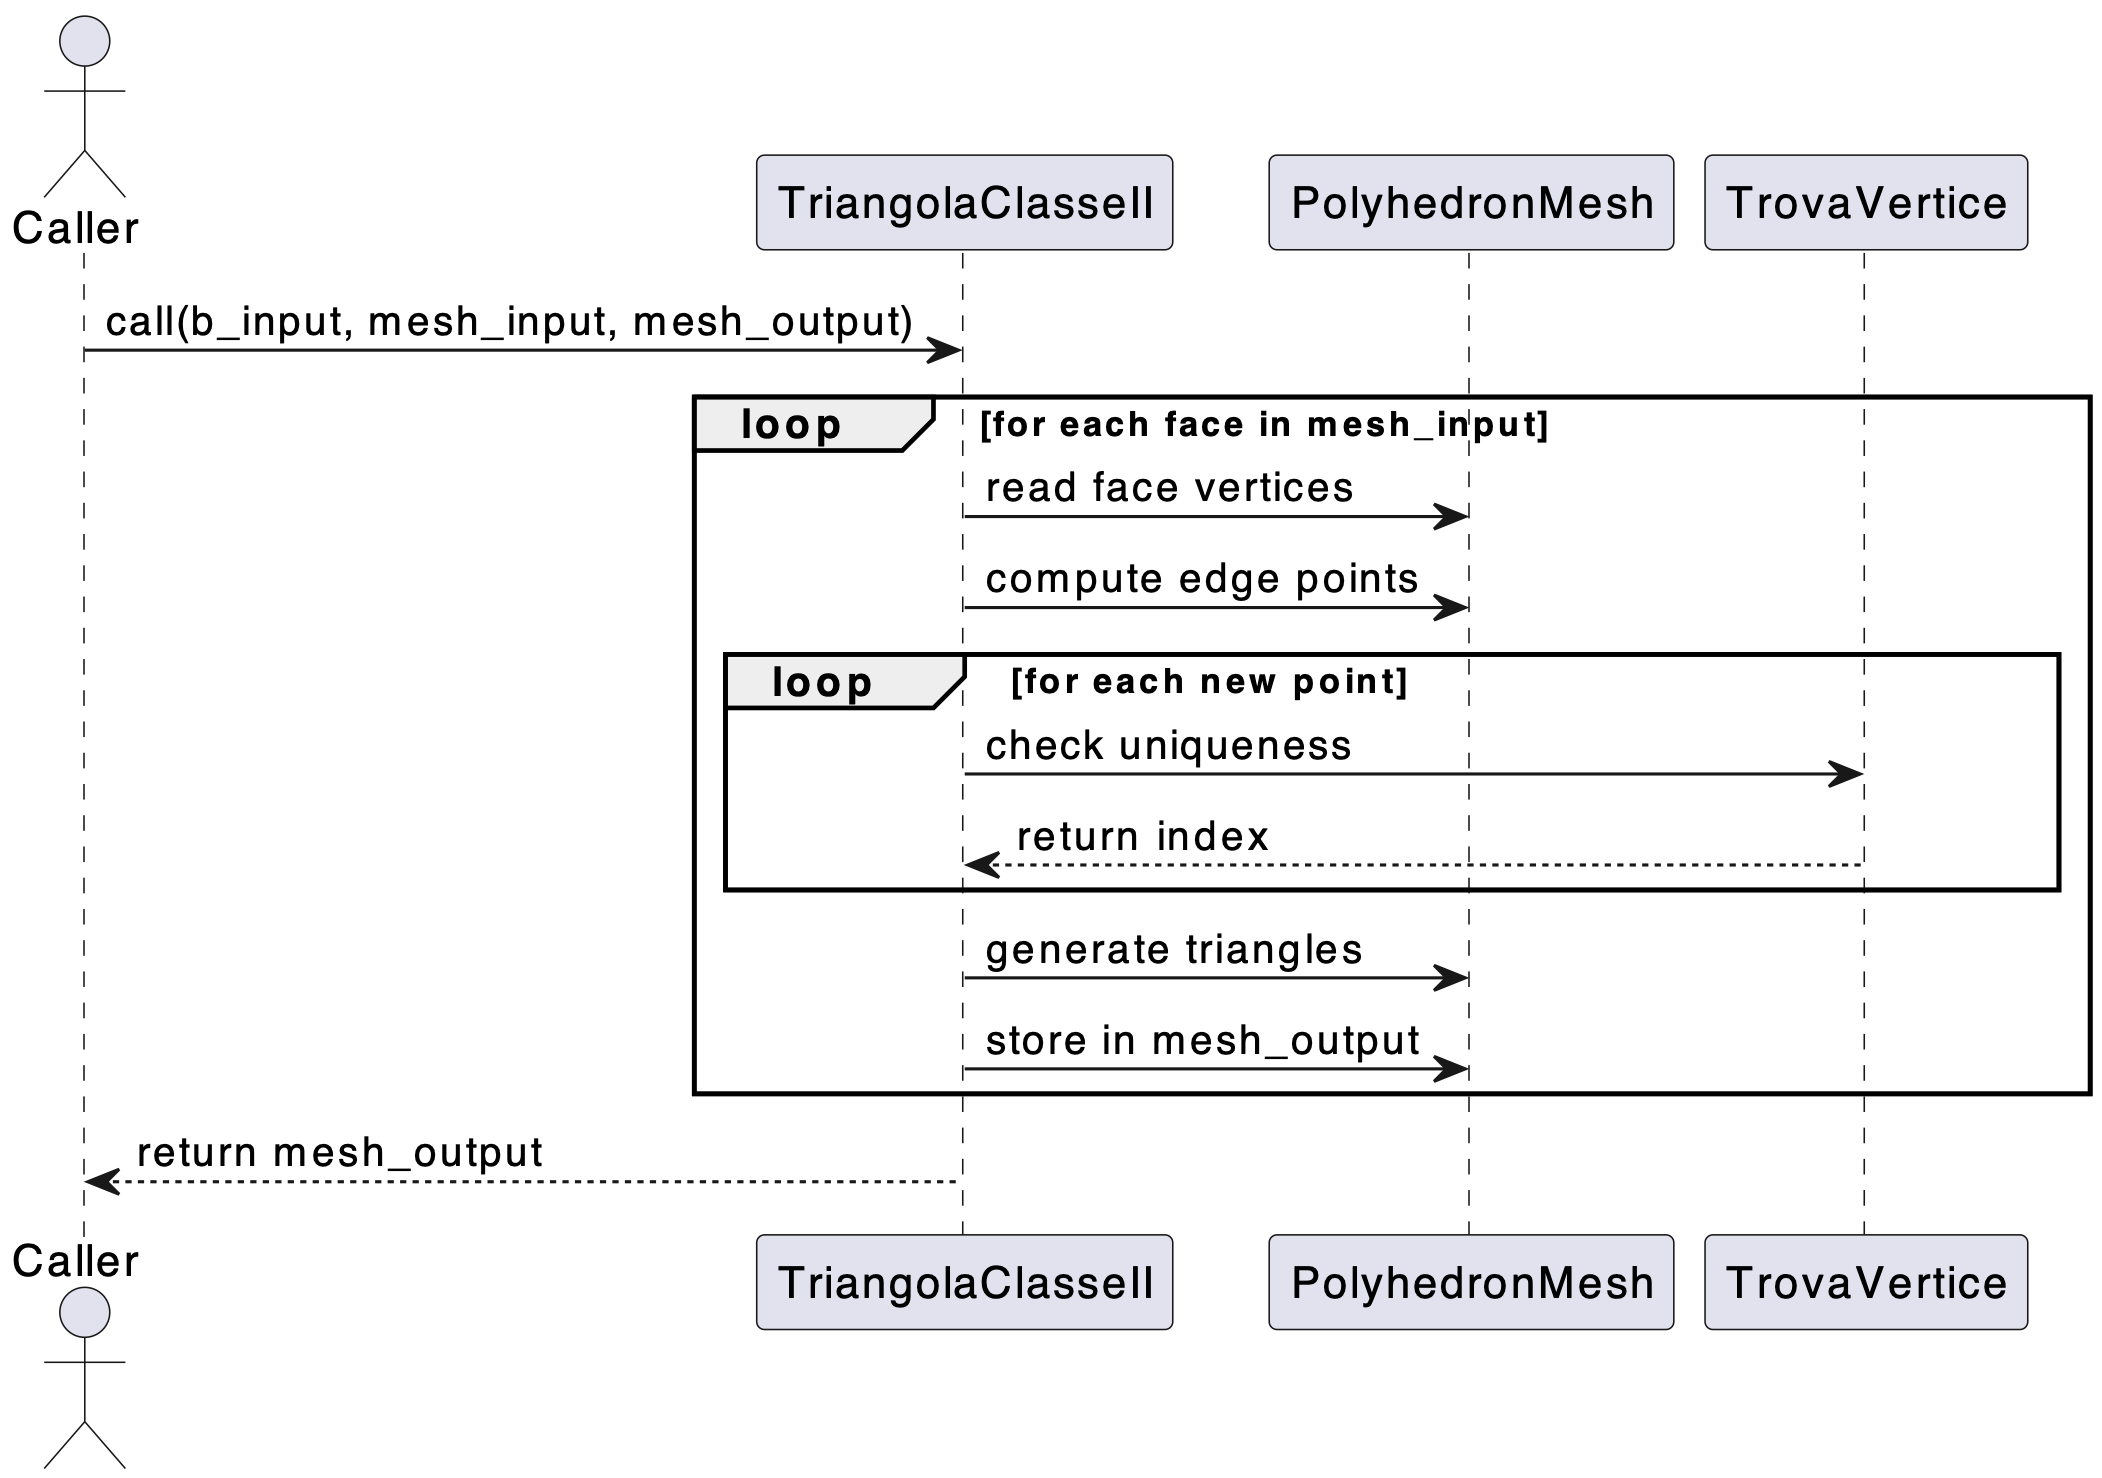 Caller
TriangolaClasseII
PolyhedronMesh
TrovaVertice
call(b_input, mesh_input, mesh_output)
loop
[for each face in mesh_input]
read face vertices
compute edge points
loop
[for each new point]
check uniqueness
return index
generate triangles
store in mesh_output
return mesh_output
Caller
TriangolaClasseII
PolyhedronMesh
TrovaVertice